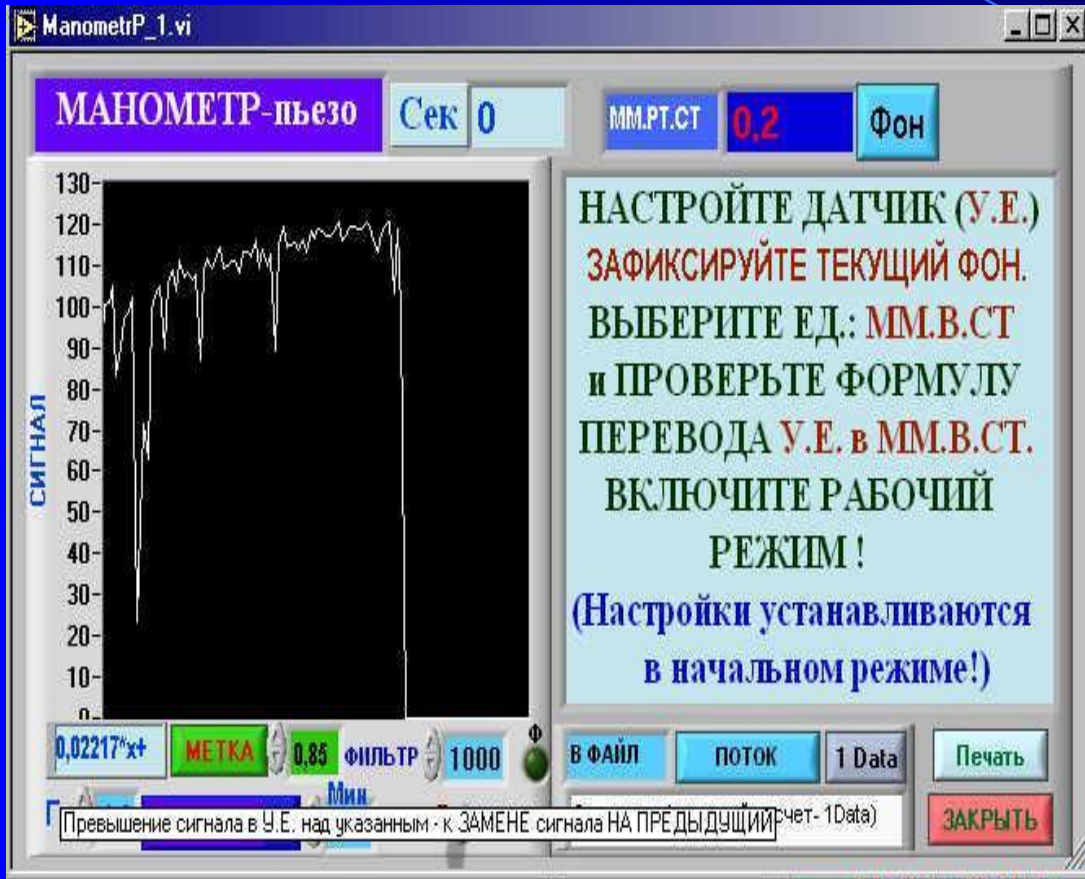 ManometrP_1.vi
МАНОМЕТР-пьезо Сек 0 ММ.РТ.СТ 0,2 Фон
130
120
110
100
90
80
70
60
50
40
30
20
10
0
СИГНАЛ
НАСТРОЙТЕ ДАТЧИК (У.Е.)
ЗАФИКСИРУЙТЕ ТЕКУЩИЙ ФОН.
ВЫБЕРИТЕ ЕД.: ММ.В.СТ
и ПРОВЕРЬТЕ ФОРМУЛУ
ПЕРЕВОДА У.Е. в ММ.В.СТ.
ВКЛЮЧИТЕ РАБОЧИЙ
РЕЖИМ !
(Настройки устанавливаются
в начальном режиме!)
0,02217*x+ МЕТКА 0,85 ФИЛЬТР 1000 Ф
В ФАЙЛ ПОТОК 1 Data Печать
Мин
Превышение сигнала в У.Е. над указанным - к ЗАМЕНЕ сигнала НА ПРЕДЫДУЩИЙ
счет- 1Data) ЗАКРЫТЬ